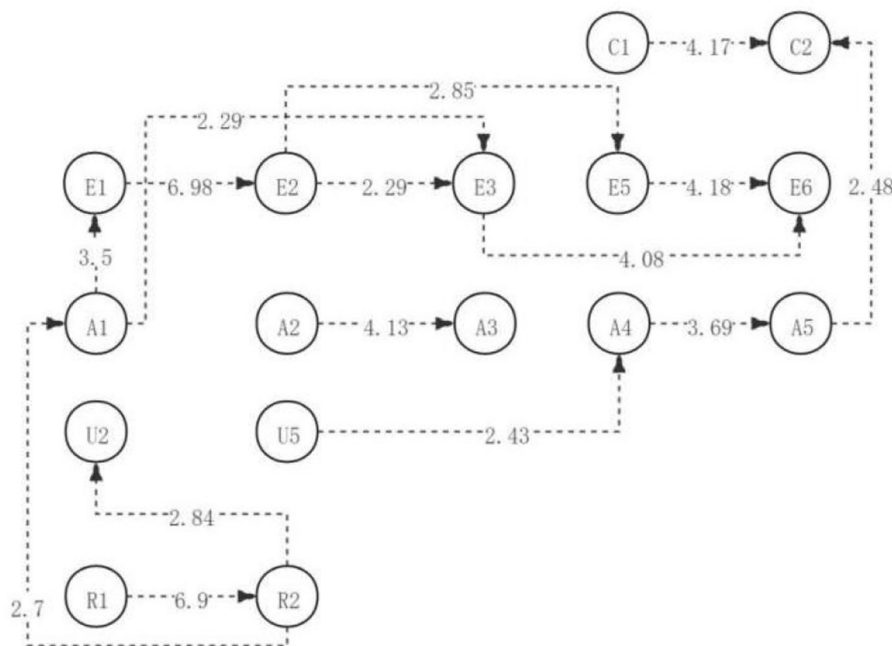 C1 4.17 C2
2.85
2.29
E1 6.98 E2 2.29 E3 E5 4.18 E6 2.48
3.5 4.08
A1 A2 4.13 A3 A4 3.69 A5
U2 U5 2.43
2.84
R1 6.9 R2
2.7